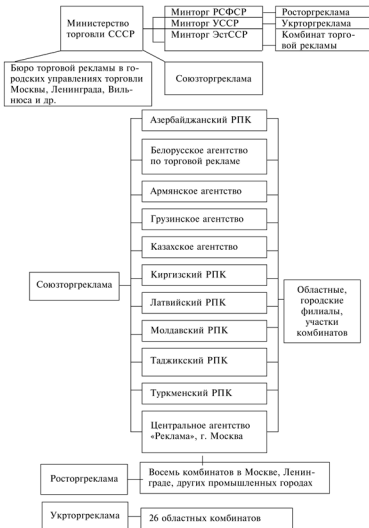 Министерство
торговли СССР
Минторг РСФСР
Росторгреклама
Минторг УССР
Укрторгреклама
Минторг ЭстССР
Комбинат торго-
вой рекламы
Бюро торговой рекламы в го-
родских управлениях торговли
Москвы, Ленинграда, Виль-
нюса и др.
Союзторгреклама
Союзторгреклама
Азербайджанский РПК
Белорусское агентство
по торговой рекламе
Армянское агентство
Грузинское агентство
Казахское агентство
Киргизский РПК
Латвийский РПК
Молдавский РПК
Таджикский РПК
Туркменский РПК
Центральное агентство
«Реклама», г. Москва
Областные,
городские
филиалы,
участки
комбинатов
Росторгреклама
Восемь комбинатов в Москве, Ленин-
граде, других промышленных городах
Укрторгреклама
26 областных комбинатов